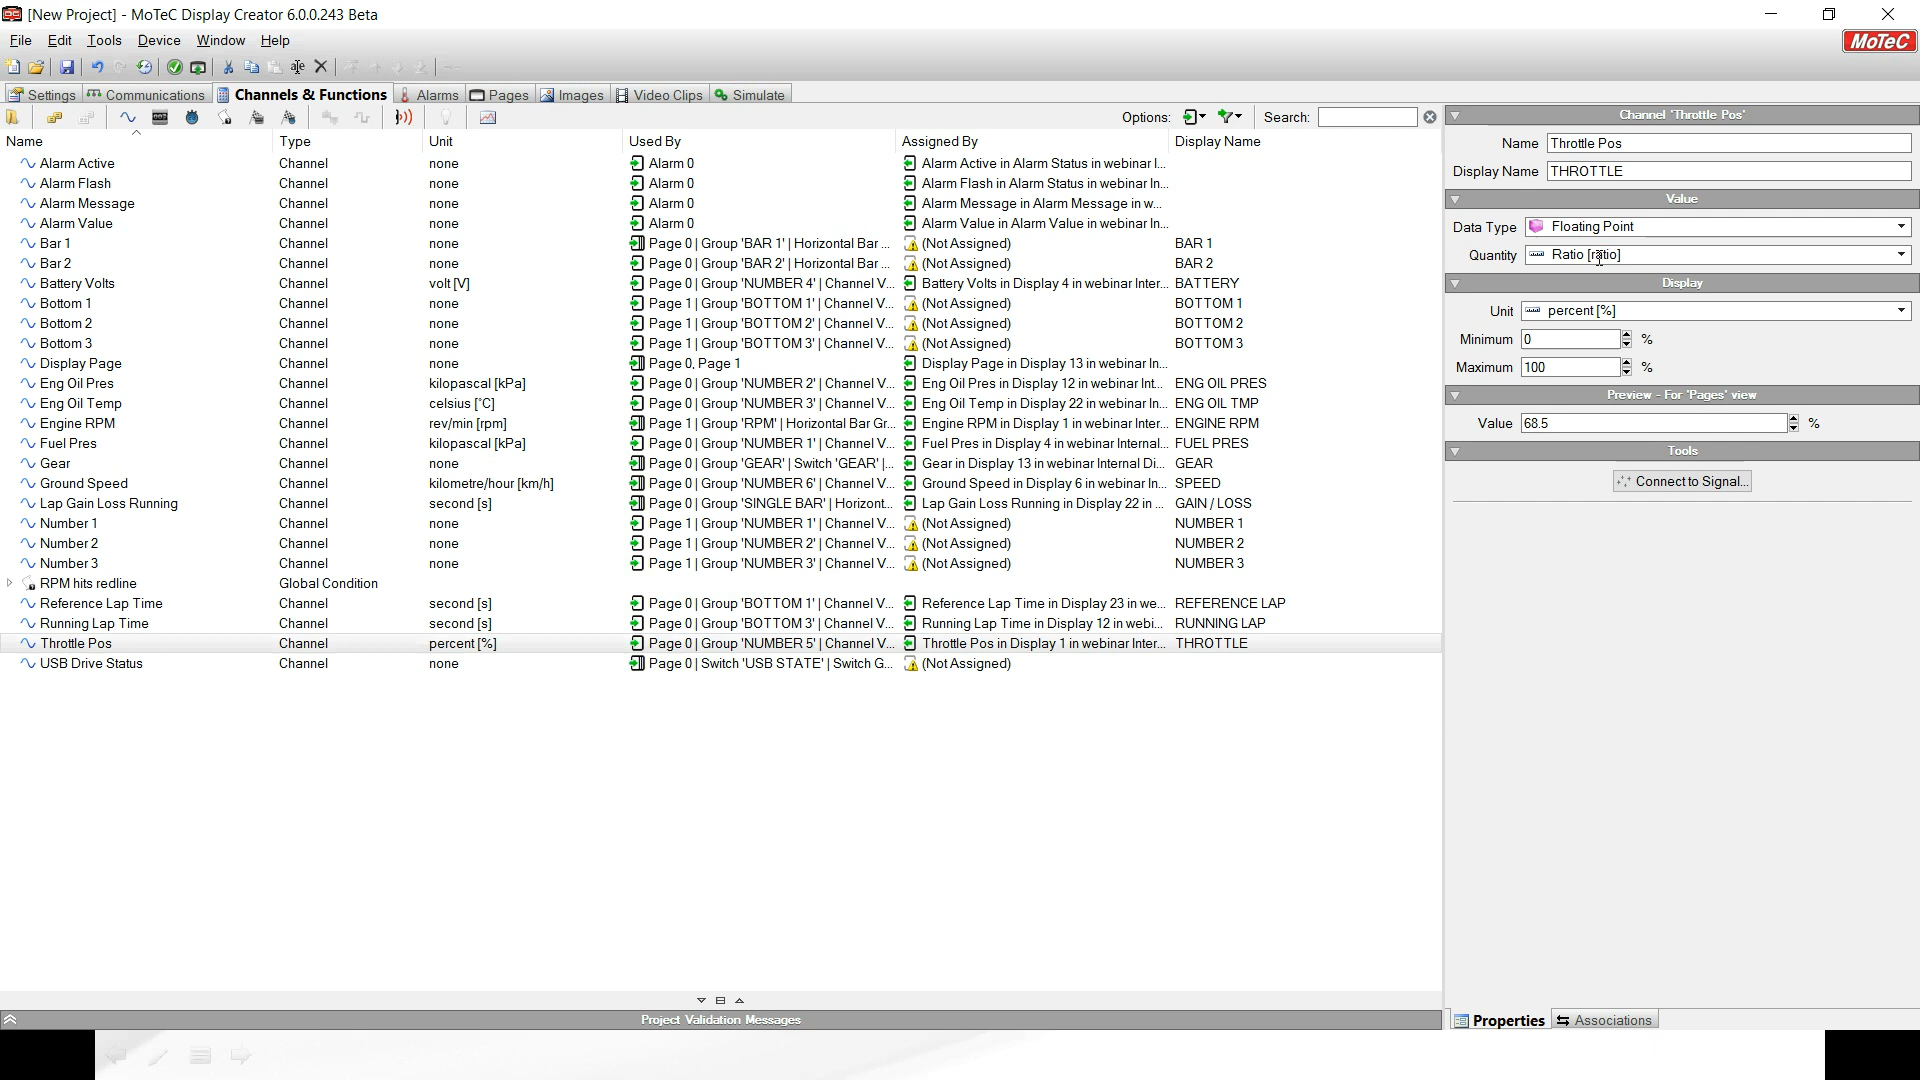 [New Project] - MoTeC Display Creator 6.0.0.243 Beta
File Edit Tools Device Window Help
MoTeC
Settings Communications Channels & Functions Alarms Pages Images Video Clips Simulate
Options: Search:
Name Type Unit Used By Assigned By Display Name
Alarm Active Channel none Alarm 0 Alarm Active in Alarm Status in webinar I...
Alarm Flash Channel none Alarm 0 Alarm Flash in Alarm Status in webinar In...
Alarm Message Channel none Alarm 0 Alarm Message in Alarm Message in w...
Alarm Value Channel none Alarm 0 Alarm Value in Alarm Value in webinar In...
Bar 1 Channel none Page 0 | Group 'BAR 1' | Horizontal Bar ... (Not Assigned) BAR 1
Bar 2 Channel none Page 0 | Group 'BAR 2' | Horizontal Bar ... (Not Assigned) BAR 2
Battery Volts Channel volt [V] Page 0 | Group 'NUMBER 4' | Channel V... Battery Volts in Display 4 in webinar Inter... BATTERY
Bottom 1 Channel none Page 1 | Group 'BOTTOM 1' | Channel V... (Not Assigned) BOTTOM 1
Bottom 2 Channel none Page 1 | Group 'BOTTOM 2' | Channel V... (Not Assigned) BOTTOM 2
Bottom 3 Channel none Page 1 | Group 'BOTTOM 3' | Channel V... (Not Assigned) BOTTOM 3
Display Page Channel none Page 0, Page 1 Display Page in Display 13 in webinar In...
Eng Oil Pres Channel kilopascal [kPa] Page 0 | Group 'NUMBER 2' | Channel V... Eng Oil Pres in Display 12 in webinar Int... ENG OIL PRES
Eng Oil Temp Channel celsius [°C] Page 0 | Group 'NUMBER 3' | Channel V... Eng Oil Temp in Display 22 in webinar In... ENG OIL TMP
Engine RPM Channel rev/min [rpm] Page 1 | Group 'RPM' | Horizontal Bar Gr... Engine RPM in Display 1 in webinar Inter... ENGINE RPM
Fuel Pres Channel kilopascal [kPa] Page 0 | Group 'NUMBER 1' | Channel V... Fuel Pres in Display 4 in webinar Internal... FUEL PRES
Gear Channel none Page 0 | Group 'GEAR' | Switch 'GEAR' |... Gear in Display 13 in webinar Internal Di... GEAR
Ground Speed Channel kilometre/hour [km/h] Page 0 | Group 'NUMBER 6' | Channel V... Ground Speed in Display 6 in webinar Int... SPEED
Lap Gain Loss Running Channel second [s] Page 0 | Group 'SINGLE BAR' | Horizont... Lap Gain Loss Running in Display 22 in ... GAIN / LOSS
Number 1 Channel none Page 1 | Group 'NUMBER 1' | Channel V... (Not Assigned) NUMBER 1
Number 2 Channel none Page 1 | Group 'NUMBER 2' | Channel V... (Not Assigned) NUMBER 2
Number 3 Channel none Page 1 | Group 'NUMBER 3' | Channel V... (Not Assigned) NUMBER 3
RPM hits redline Global Condition
Reference Lap Time Channel second [s] Page 0 | Group 'BOTTOM 1' | Channel V... Reference Lap Time in Display 23 in we... REFERENCE LAP
Running Lap Time Channel second [s] Page 0 | Group 'BOTTOM 3' | Channel V... Running Lap Time in Display 12 in webi... RUNNING LAP
Throttle Pos Channel percent [%] Page 0 | Group 'NUMBER 5' | Channel V... Throttle Pos in Display 1 in webinar Inter... THROTTLE
USB Drive Status Channel none Page 0 | Switch 'USB STATE' | Switch G... (Not Assigned)
Project Validation Messages
Channel 'Throttle Pos'
Name Throttle Pos
Display Name THROTTLE
Value
Data Type Floating Point
Quantity Ratio [ratio]
Display
Unit percent [%]
Minimum 0 %
Maximum 100 %
Preview - For 'Pages' view
Value 68.5 %
Tools
Connect to Signal...
Properties Associations